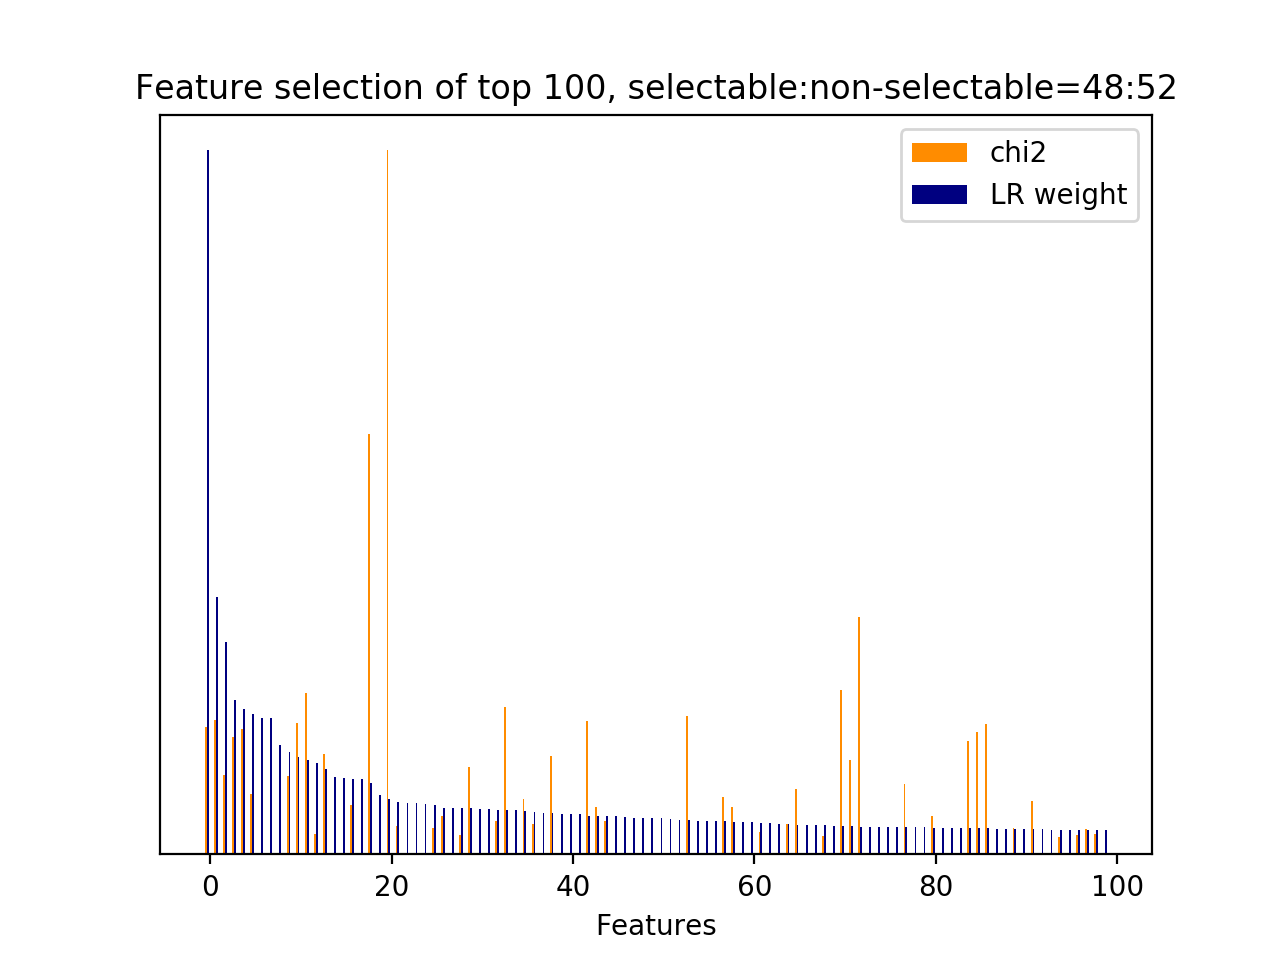 Feature selection of top 100, selectable:non-selectable=48:52
chi2
LR weight
0 20 40 60 80 100
Features